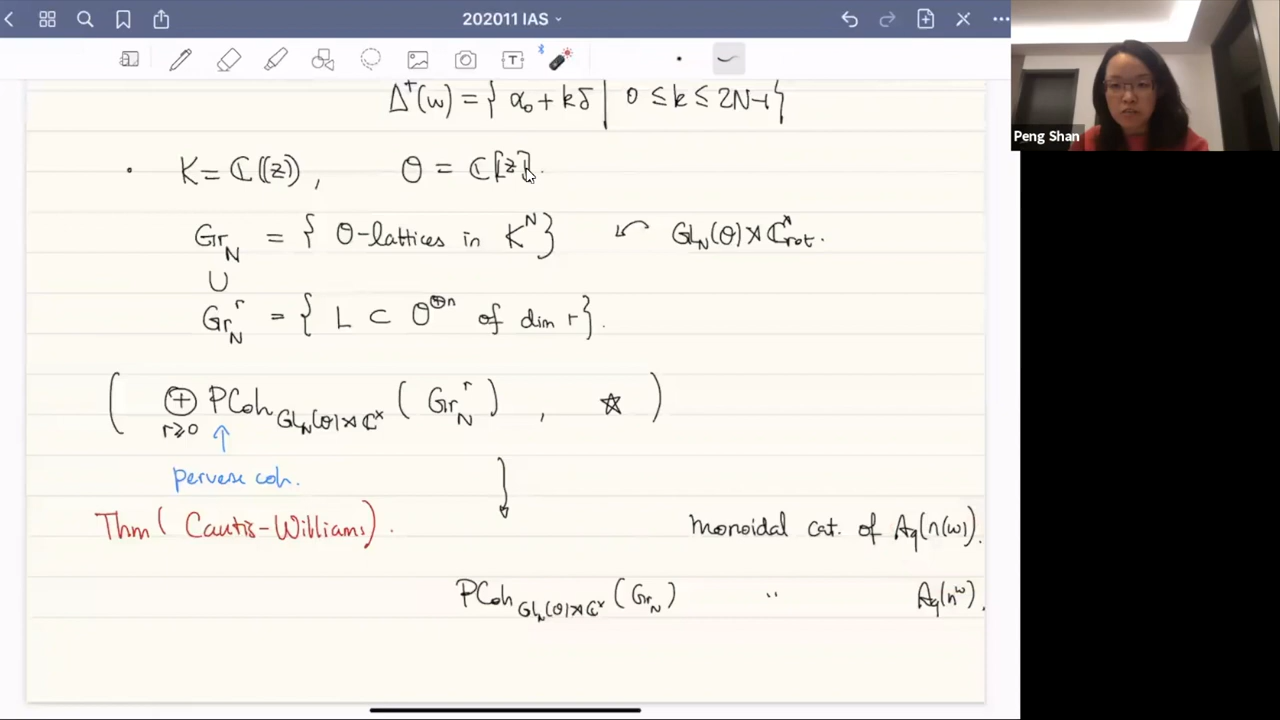 202011 IAS
Peng Shan
Δ⁺(w) = { α₀ + kδ | 0 ≤ k ≤ 2N-1 }
· K = ℂ((z)) , O = ℂ[[z]].
Gr_N = { O-lattices in K^N } ↶ GL_N(O) ⋊ ℂ^×_rot.
∪
Gr_N^r = { L ⊂ O^{⊕n} of dim r }.
( ⊕_{r≥0} PCoh_{GL_N(O)⋊ℂ^×} ( Gr_N^r ) , ☆ )
↑
perverse coh. ↓
Thm ( Cautis-Williams ). monoidal cat. of A_q(n(w)).
PCoh_{GL_N(O)⋊ℂ^×} (Gr_N) '' A_q(n^w).